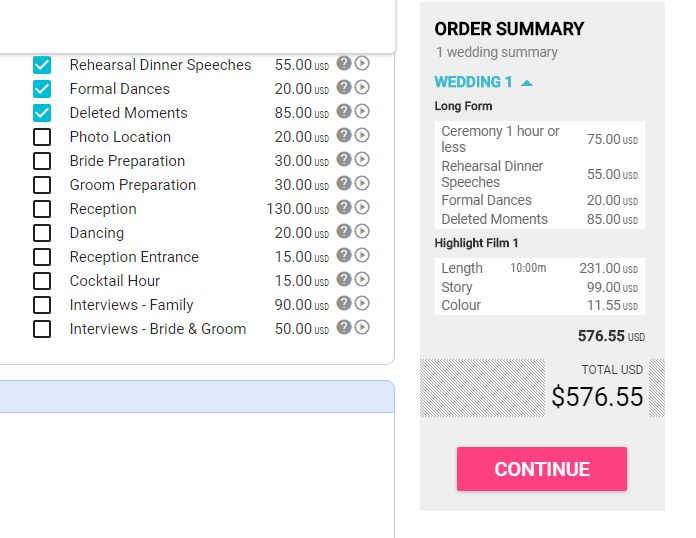 Rehearsal Dinner Speeches 55.00 USD ?
Formal Dances 20.00 USD ?
Deleted Moments 85.00 USD ?
Photo Location 20.00 USD ?
Bride Preparation 30.00 USD ?
Groom Preparation 30.00 USD ?
Reception 130.00 USD ?
Dancing 20.00 USD ?
Reception Entrance 15.00 USD ?
Cocktail Hour 15.00 USD ?
Interviews - Family 90.00 USD ?
Interviews - Bride & Groom 50.00 USD ?
ORDER SUMMARY
1 wedding summary
WEDDING 1
Long Form
Ceremony 1 hour or
less 75.00 USD
Rehearsal Dinner
Speeches 55.00 USD
Formal Dances 20.00 USD
Deleted Moments 85.00 USD
Highlight Film 1
Length 10:00m 231.00 USD
Story 99.00 USD
Colour 11.55 USD
576.55 USD
TOTAL USD
$576.55
CONTINUE